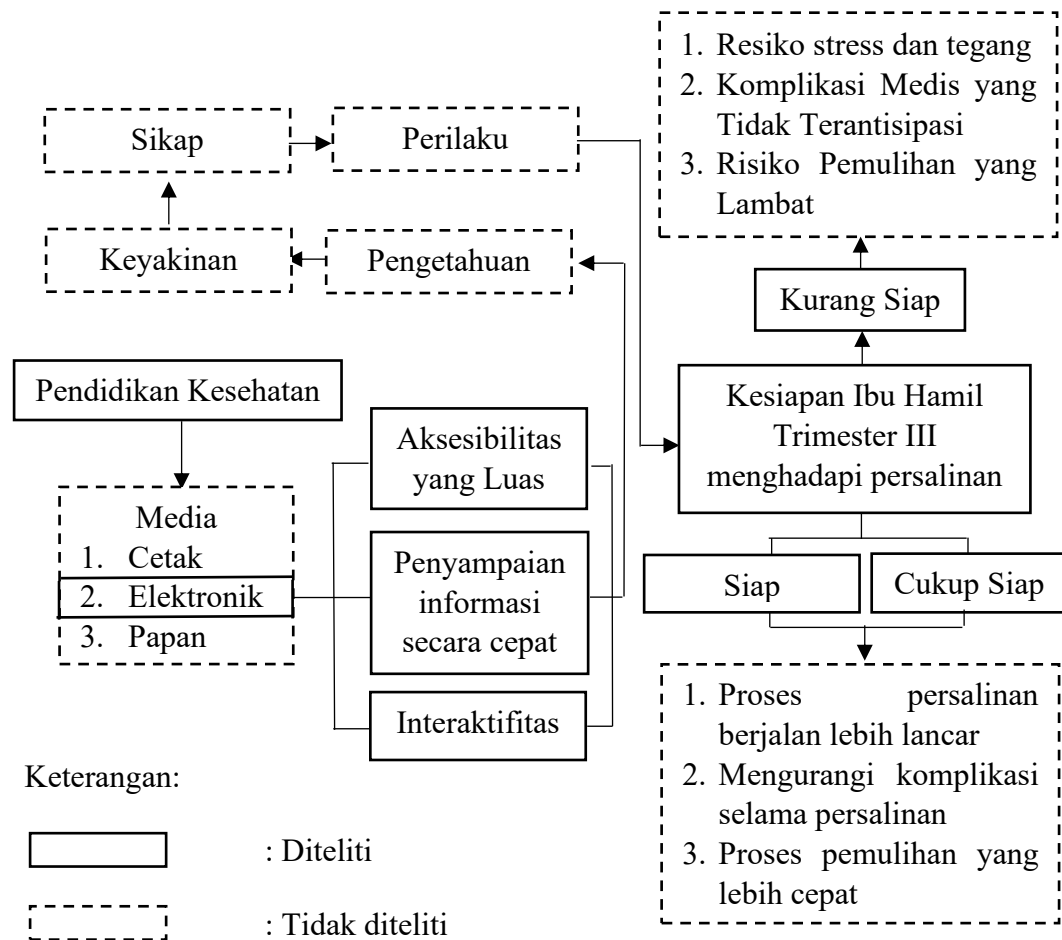 1. Resiko stress dan tegang
2. Komplikasi Medis yang
Tidak Terantisipasi
3. Risiko Pemulihan yang
Lambat
Sikap
Perilaku
Keyakinan
Pengetahuan
Kurang Siap
Pendidikan Kesehatan
Kesiapan Ibu Hamil
Trimester III
menghadapi persalinan
Aksesibilitas
yang Luas
Media
1. Cetak
2. Elektronik
3. Papan
Penyampaian
informasi
secara cepat
Interaktifitas
Siap
Cukup Siap
1. Proses persalinan
berjalan lebih lancar
2. Mengurangi komplikasi
selama persalinan
3. Proses pemulihan yang
lebih cepat
Keterangan:
: Diteliti
: Tidak diteliti